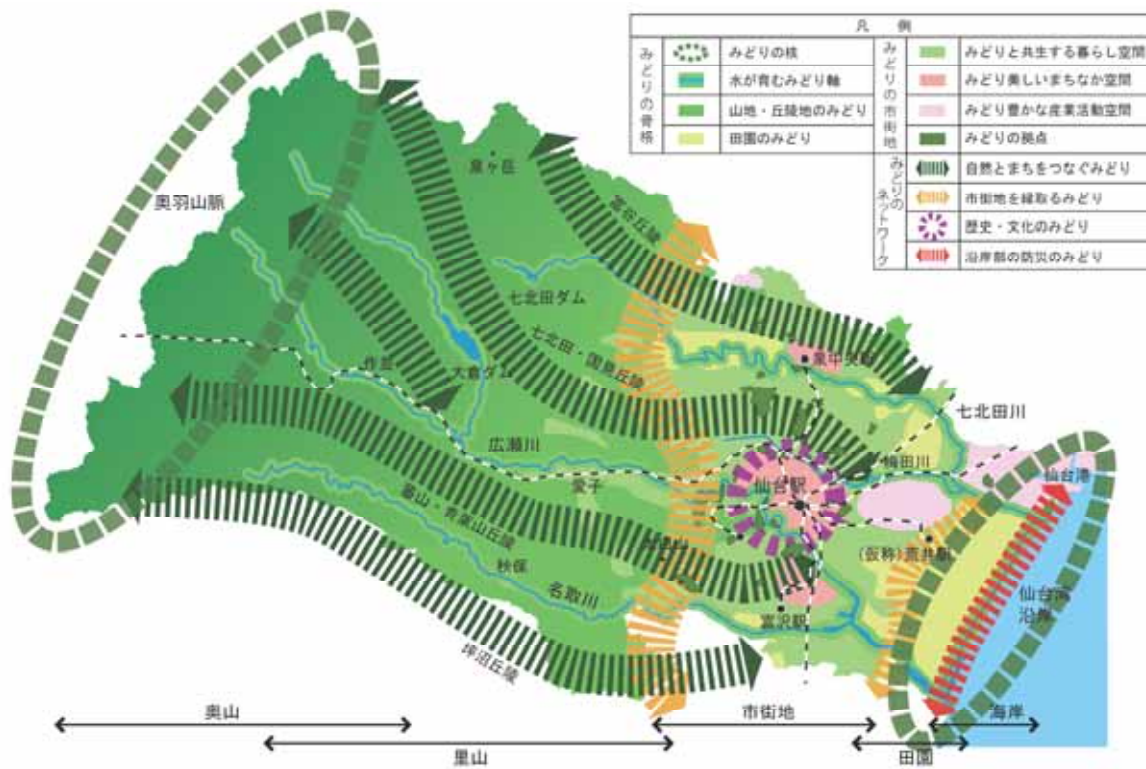 凡 例
みどりの骨格
みどりの核
水が育むみどり軸
山地・丘陵地のみどり
田園のみどり
みどりの市街地
みどりと共生する暮らし空間
みどり美しいまちなか空間
みどり豊かな産業活動空間
みどりの拠点
みどりのネットワーク
自然とまちをつなぐみどり
市街地を縁取るみどり
歴史・文化のみどり
沿岸部の防災のみどり
泉ヶ岳
奥羽山脈
富谷丘陵
七北田ダム
七北田・国見丘陵
泉中央駅
作並
大倉ダム
七北田川
広瀬川
梅田川
愛子
仙台駅
仙台港
蕃山・青葉山丘陵
(仮称)荒井駅
秋保
名取川
仙台湾
沿岸
富沢駅
坪沼丘陵
奥山
市街地
海岸
里山
田園